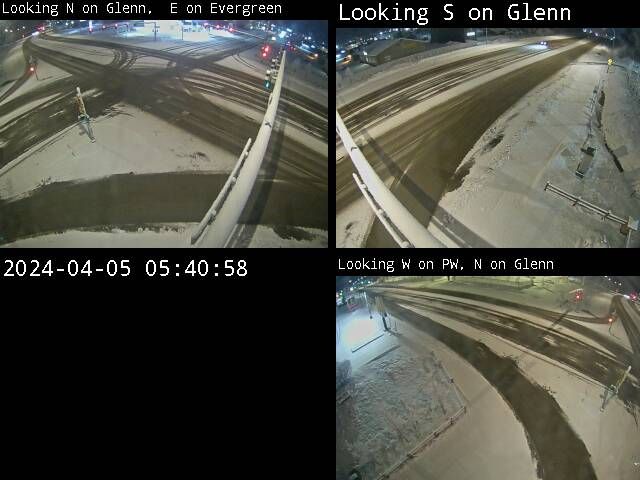 Looking N on Glenn,  E on Evergreen
Looking S on Glenn
2024-04-05 05:40:58
Looking W on PW, N on Glenn